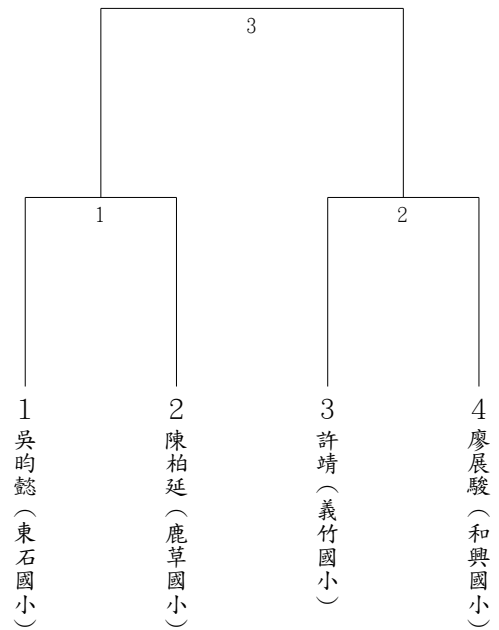 3
1
2
1 吳昀懿（東石國小）
2 陳柏延（鹿草國小）
3 許靖（義竹國小）
4 廖展駿（和興國小）